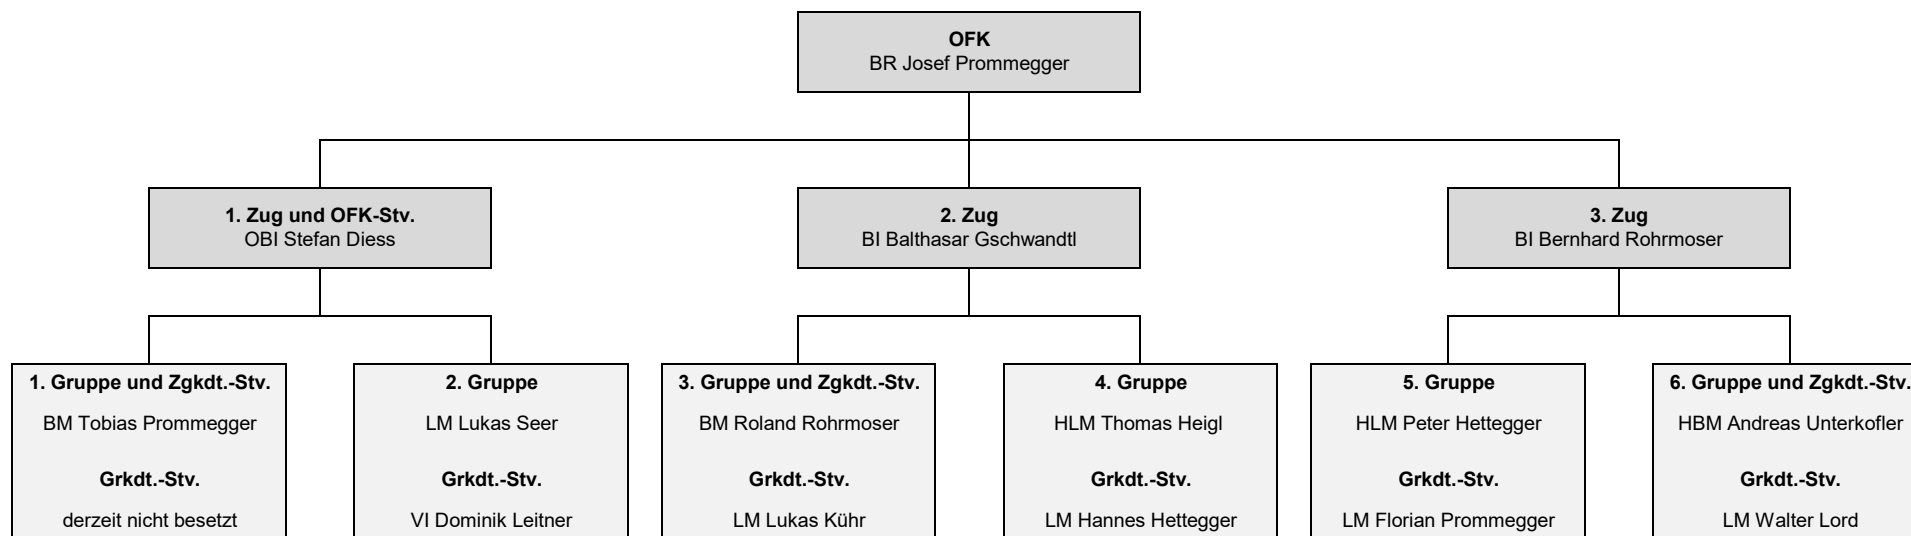 OFK
BR Josef Prommegger
1. Zug und OFK-Stv.
OBI Stefan Diess
2. Zug
BI Balthasar Gschwandtl
3. Zug
BI Bernhard Rohrmoser
1. Gruppe und Zgkdt.-Stv.
BM Tobias Prommegger
Grkdt.-Stv.
derzeit nicht besetzt
2. Gruppe
LM Lukas Seer
Grkdt.-Stv.
VI Dominik Leitner
3. Gruppe und Zgkdt.-Stv.
BM Roland Rohrmoser
Grkdt.-Stv.
LM Lukas Kühr
4. Gruppe
HLM Thomas Heigl
Grkdt.-Stv.
LM Hannes Hettegger
5. Gruppe
HLM Peter Hettegger
Grkdt.-Stv.
LM Florian Prommegger
6. Gruppe und Zgkdt.-Stv.
HBM Andreas Unterkofler
Grkdt.-Stv.
LM Walter Lord